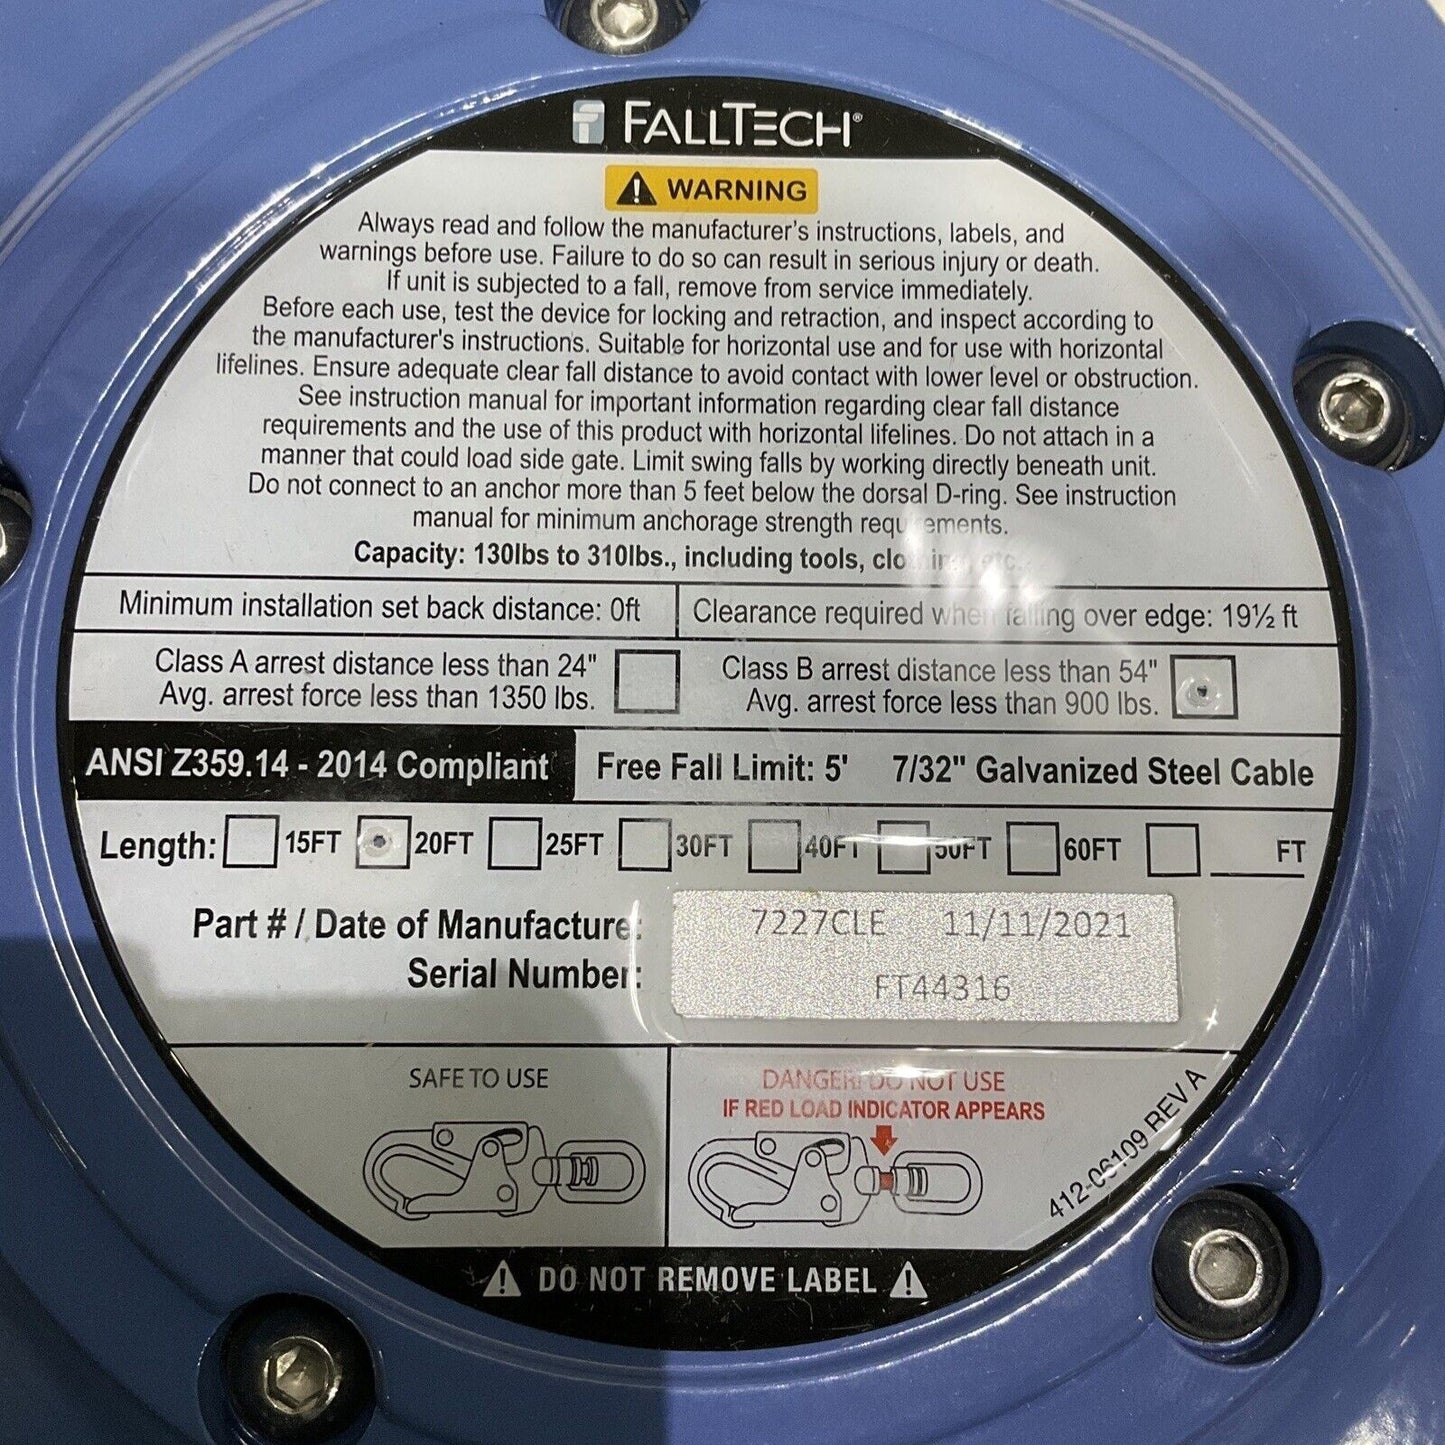 FALLTECH®
WARNING
Always read and follow the manufacturer's instructions, labels, and
warnings before use. Failure to do so can result in serious injury or death.
If unit is subjected to a fall, remove from service immediately.
Before each use, test the device for locking and retraction, and inspect according to
the manufacturer's instructions. Suitable for horizontal use and for use with horizontal
lifelines. Ensure adequate clear fall distance to avoid contact with lower level or obstruction.
See instruction manual for important information regarding clear fall distance
requirements and the use of this product with horizontal lifelines. Do not attach in a
manner that could load side gate. Limit swing falls by working directly beneath unit.
Do not connect to an anchor more than 5 feet below the dorsal D-ring. See instruction
manual for minimum anchorage strength requirements.
Capacity: 130lbs to 310lbs., including tools, clothing, etc.
Minimum installation set back distance: 0ft
Clearance required when falling over edge: 19½ ft
Class A arrest distance less than 24"
Avg. arrest force less than 1350 lbs.
Class B arrest distance less than 54"
Avg. arrest force less than 900 lbs.
ANSI Z359.14 - 2014 Compliant
Free Fall Limit: 5' 7/32" Galvanized Steel Cable
Length: 15FT 20FT 25FT 30FT 40FT 50FT 60FT ____ FT
Part # / Date of Manufacture: 7227CLE 11/11/2021
Serial Number: FT44316
SAFE TO USE
DANGER! DO NOT USE
IF RED LOAD INDICATOR APPEARS
412-06109 REV A
DO NOT REMOVE LABEL